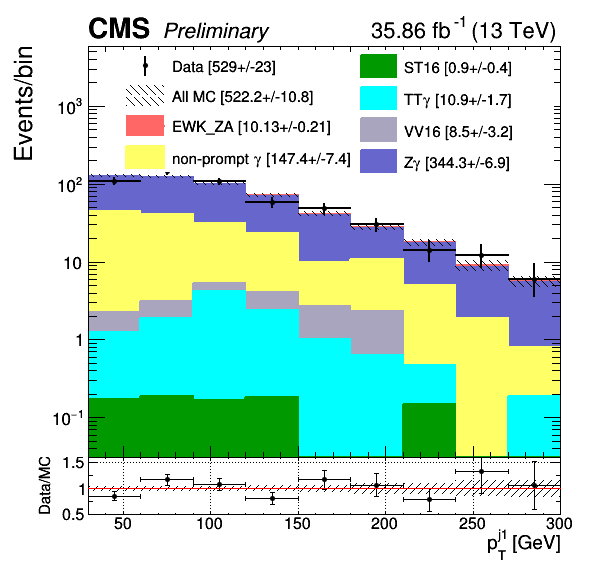 CMS Preliminary 35.86 fb⁻¹ (13 TeV)
Events/bin
Data [529+/-23]
All MC [522.2+/-10.8]
EWK_ZA [10.13+/-0.21]
non-prompt γ [147.4+/-7.4]
ST16 [0.9+/-0.4]
TTγ [10.9+/-1.7]
VV16 [8.5+/-3.2]
Zγ [344.3+/-6.9]
10³
10²
10
1
10⁻¹
Data/MC
1.5
1
0.5
50 100 150 200 250 300
p_T^j1 [GeV]